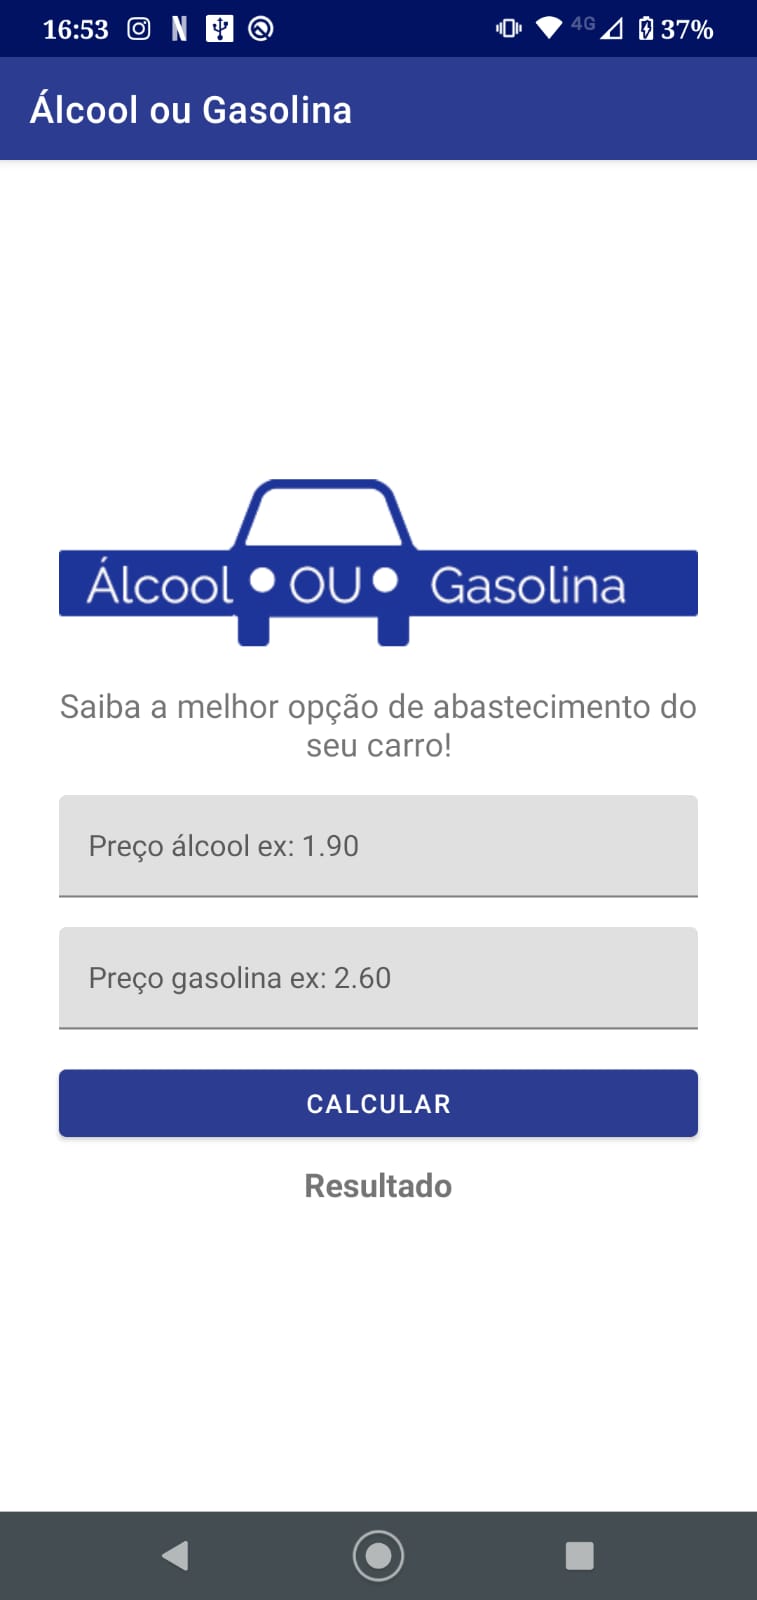 16:53 4G 37%
Álcool ou Gasolina
Álcool OU Gasolina
Saiba a melhor opção de abastecimento do
seu carro!
Preço álcool ex: 1.90
Preço gasolina ex: 2.60
CALCULAR
Resultado